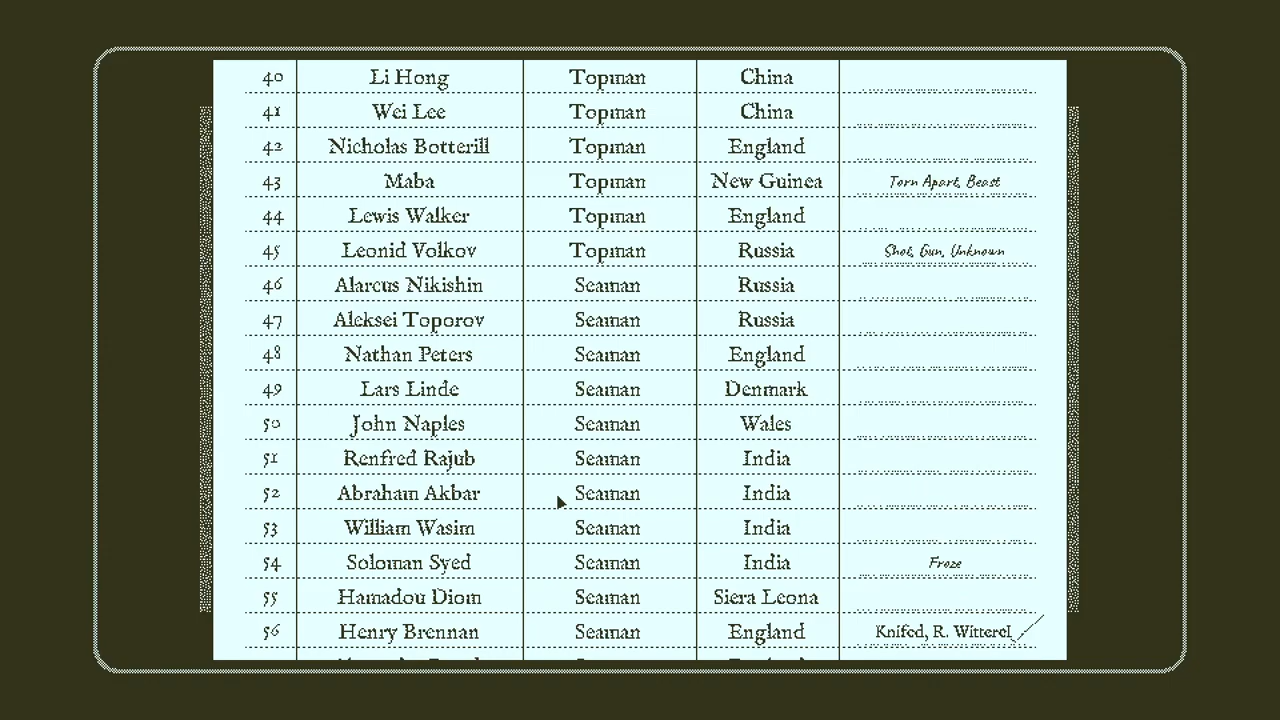 40 Li Hong Topman China
41 Wei Lee Topman China
42 Nicholas Botterill Topman England
43 Maba Topman New Guinea Torn Apart, Beast
44 Lewis Walker Topman England
45 Leonid Volkov Topman Russia Shot, Gun, Unknown
46 Alarcus Nikishin Seaman Russia
47 Aleksei Toporov Seaman Russia
48 Nathan Peters Seaman England
49 Lars Linde Seaman Denmark
50 John Naples Seaman Wales
51 Renfred Rajub Seaman India
52 Abraham Akbar Seaman India
53 William Wasim Seaman India
54 Soloman Syed Seaman India Froze
55 Hamadou Diom Seaman Siera Leona
56 Henry Brennan Seaman England Knifed, R. Witterel